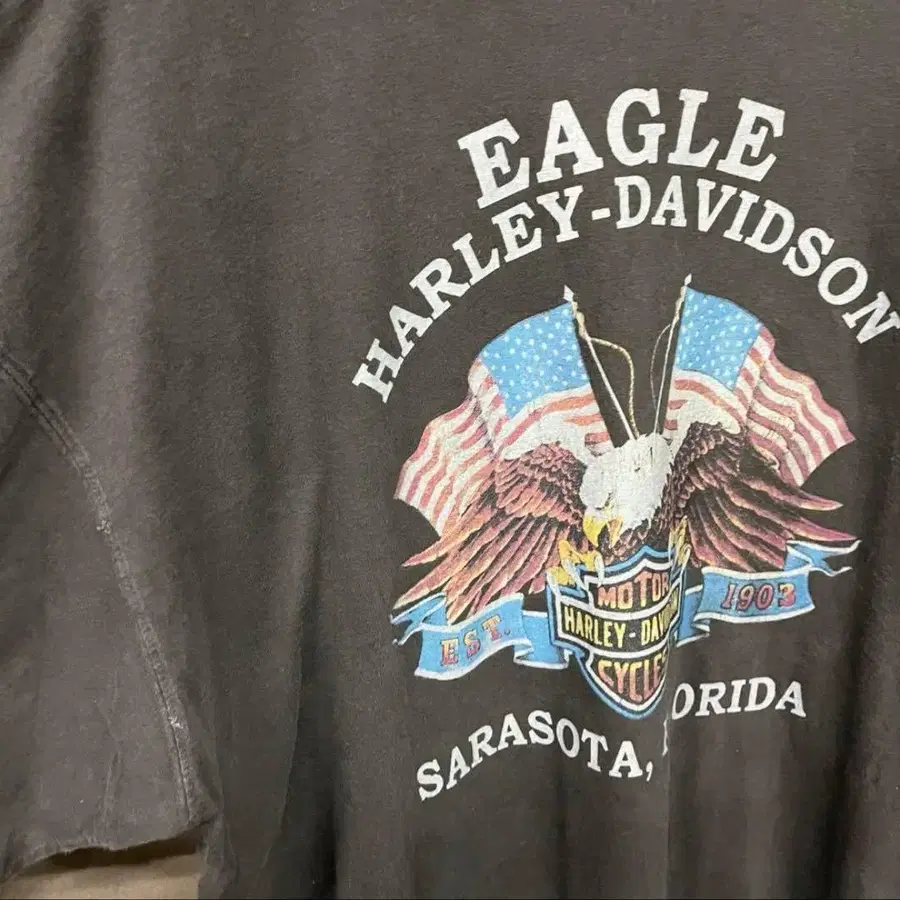 EAGLE
HARLEY-DAVIDSON
MOTOR
HARLEY-DAVID
CYCLES
EST.
1903
SARASOTA, ORIDA